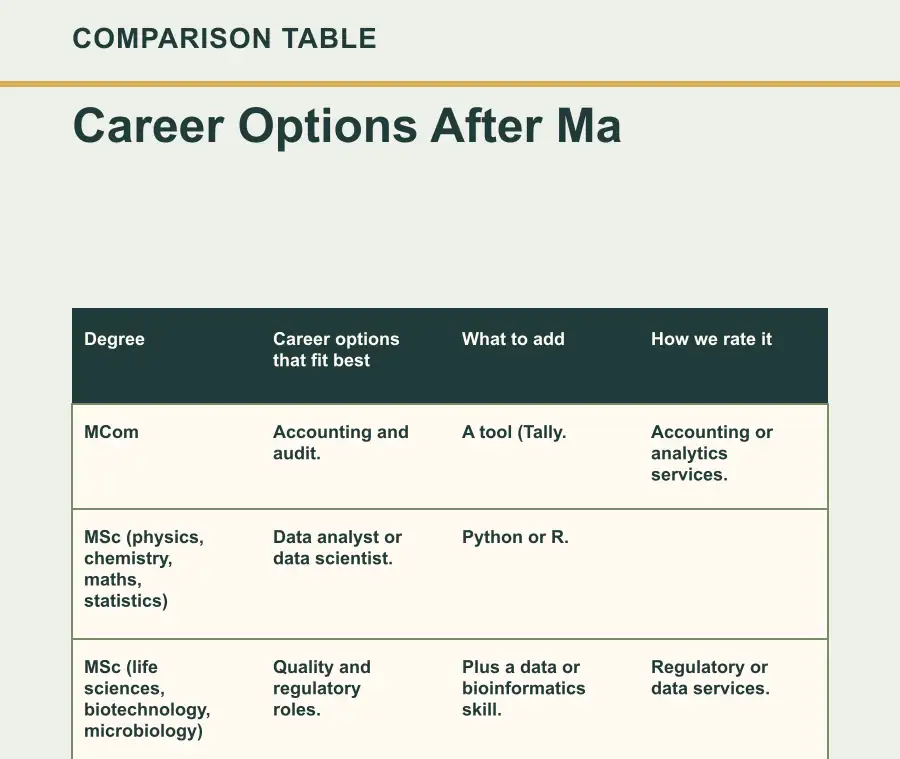 COMPARISON TABLE
Career Options After Ma
Degree
Career options
that fit best
What to add
How we rate it
MCom
Accounting and
audit.
A tool (Tally.
Accounting or
analytics
services.
MSc (physics,
chemistry,
maths,
statistics)
Data analyst or
data scientist.
Python or R.
MSc (life
sciences,
biotechnology,
microbiology)
Quality and
regulatory
roles.
Plus a data or
bioinformatics
skill.
Regulatory or
data services.